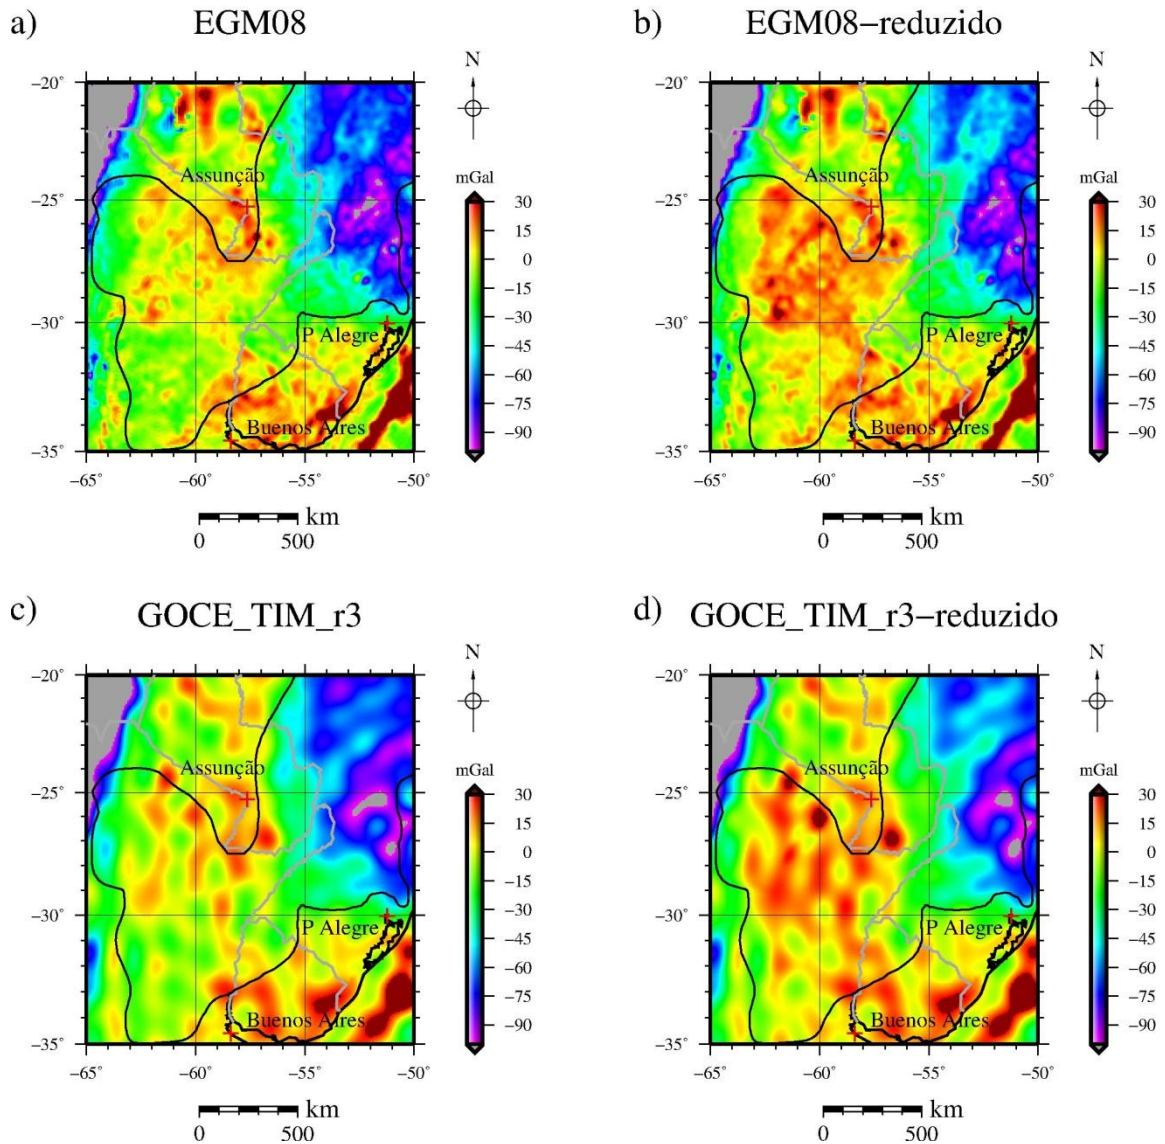 a)
EGM08
N
−20°
−25°
−30°
−35°
−65°
−60°
−55°
−50°
Assunção
P Alegre
Buenos Aires
mGal
30
15
0
−15
−30
−45
−60
−75
−90
km
0
500
b)
EGM08−reduzido
N
−20°
−25°
−30°
−35°
−65°
−60°
−55°
−50°
Assunção
P Alegre
Buenos Aires
mGal
30
15
0
−15
−30
−45
−60
−75
−90
km
0
500
c)
GOCE_TIM_r3
N
−20°
−25°
−30°
−35°
−65°
−60°
−55°
−50°
Assunção
P Alegre
Buenos Aires
mGal
30
15
0
−15
−30
−45
−60
−75
−90
km
0
500
d)
GOCE_TIM_r3−reduzido
N
−20°
−25°
−30°
−35°
−65°
−60°
−55°
−50°
Assunção
P Alegre
Buenos Aires
mGal
30
15
0
−15
−30
−45
−60
−75
−90
km
0
500